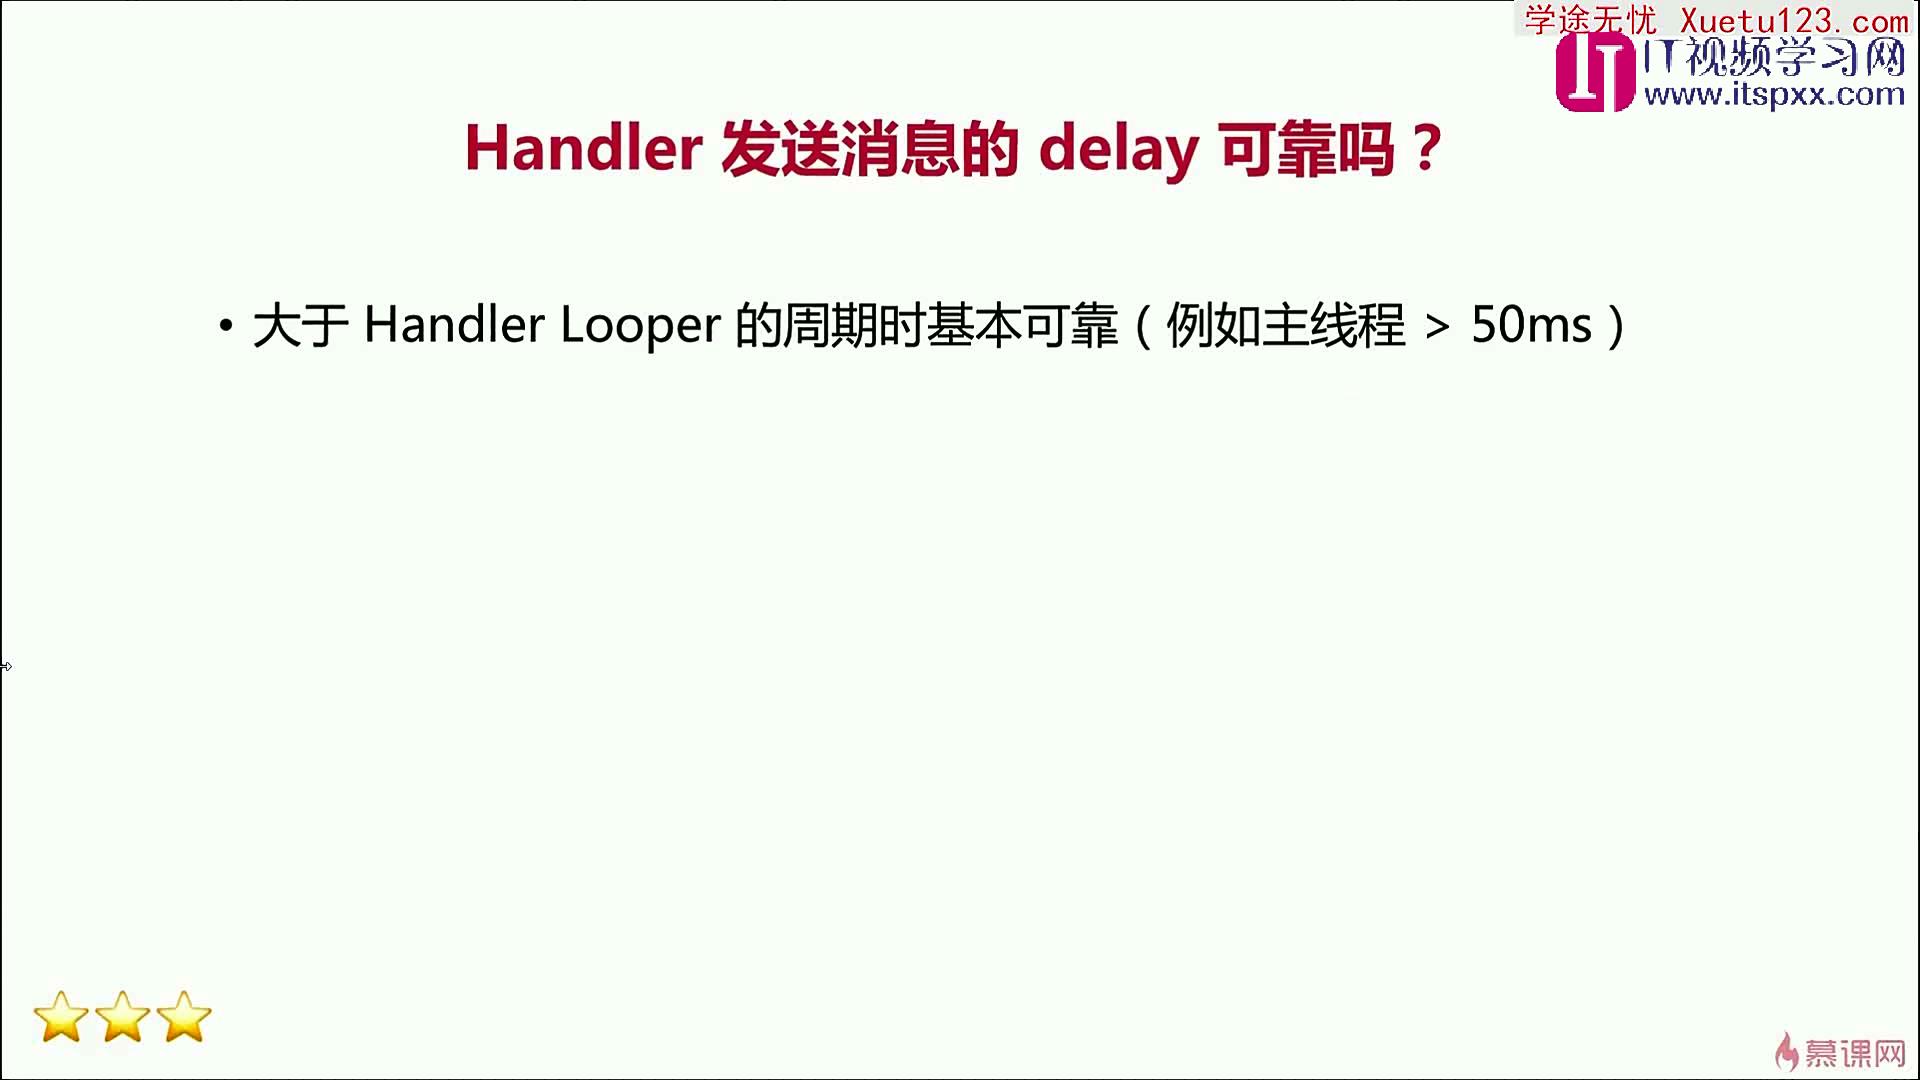 学途无忧 Xuetu123.com
IT视频学习网
www.itspxx.com
Handler 发送消息的 delay 可靠吗？
• 大于 Handler Looper 的周期时基本可靠（例如主线程 > 50ms）
慕课网